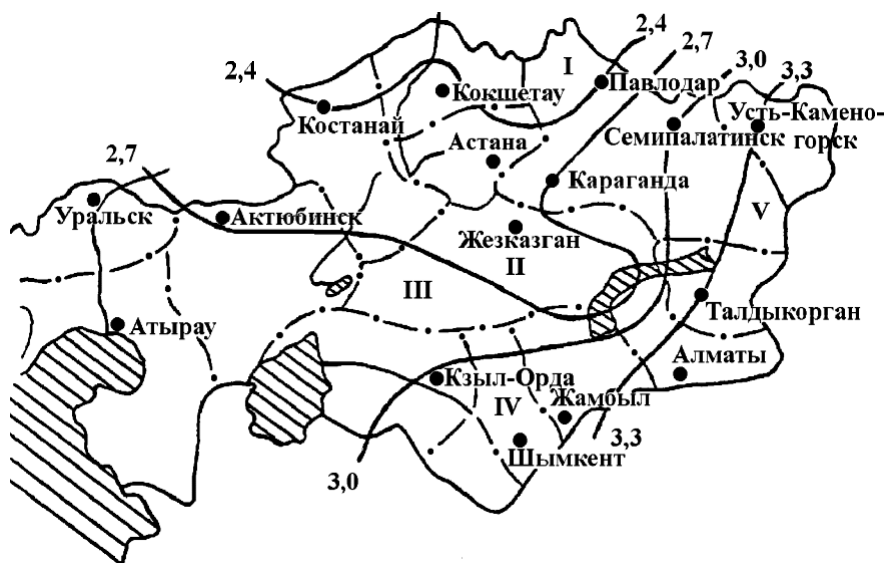 2,4
2,7
3,0
3,3
I
2,4
Павлодар
Кокшетау
Костанай
Усть-Камено-
горск
Семипалатинск
Астана
2,7
Караганда
Уральск
Актюбинск
V
Жезказган
II
III
Талдыкорган
Атырау
Алматы
Кзыл-Орда
Жамбыл
IV
3,3
Шымкент
3,0